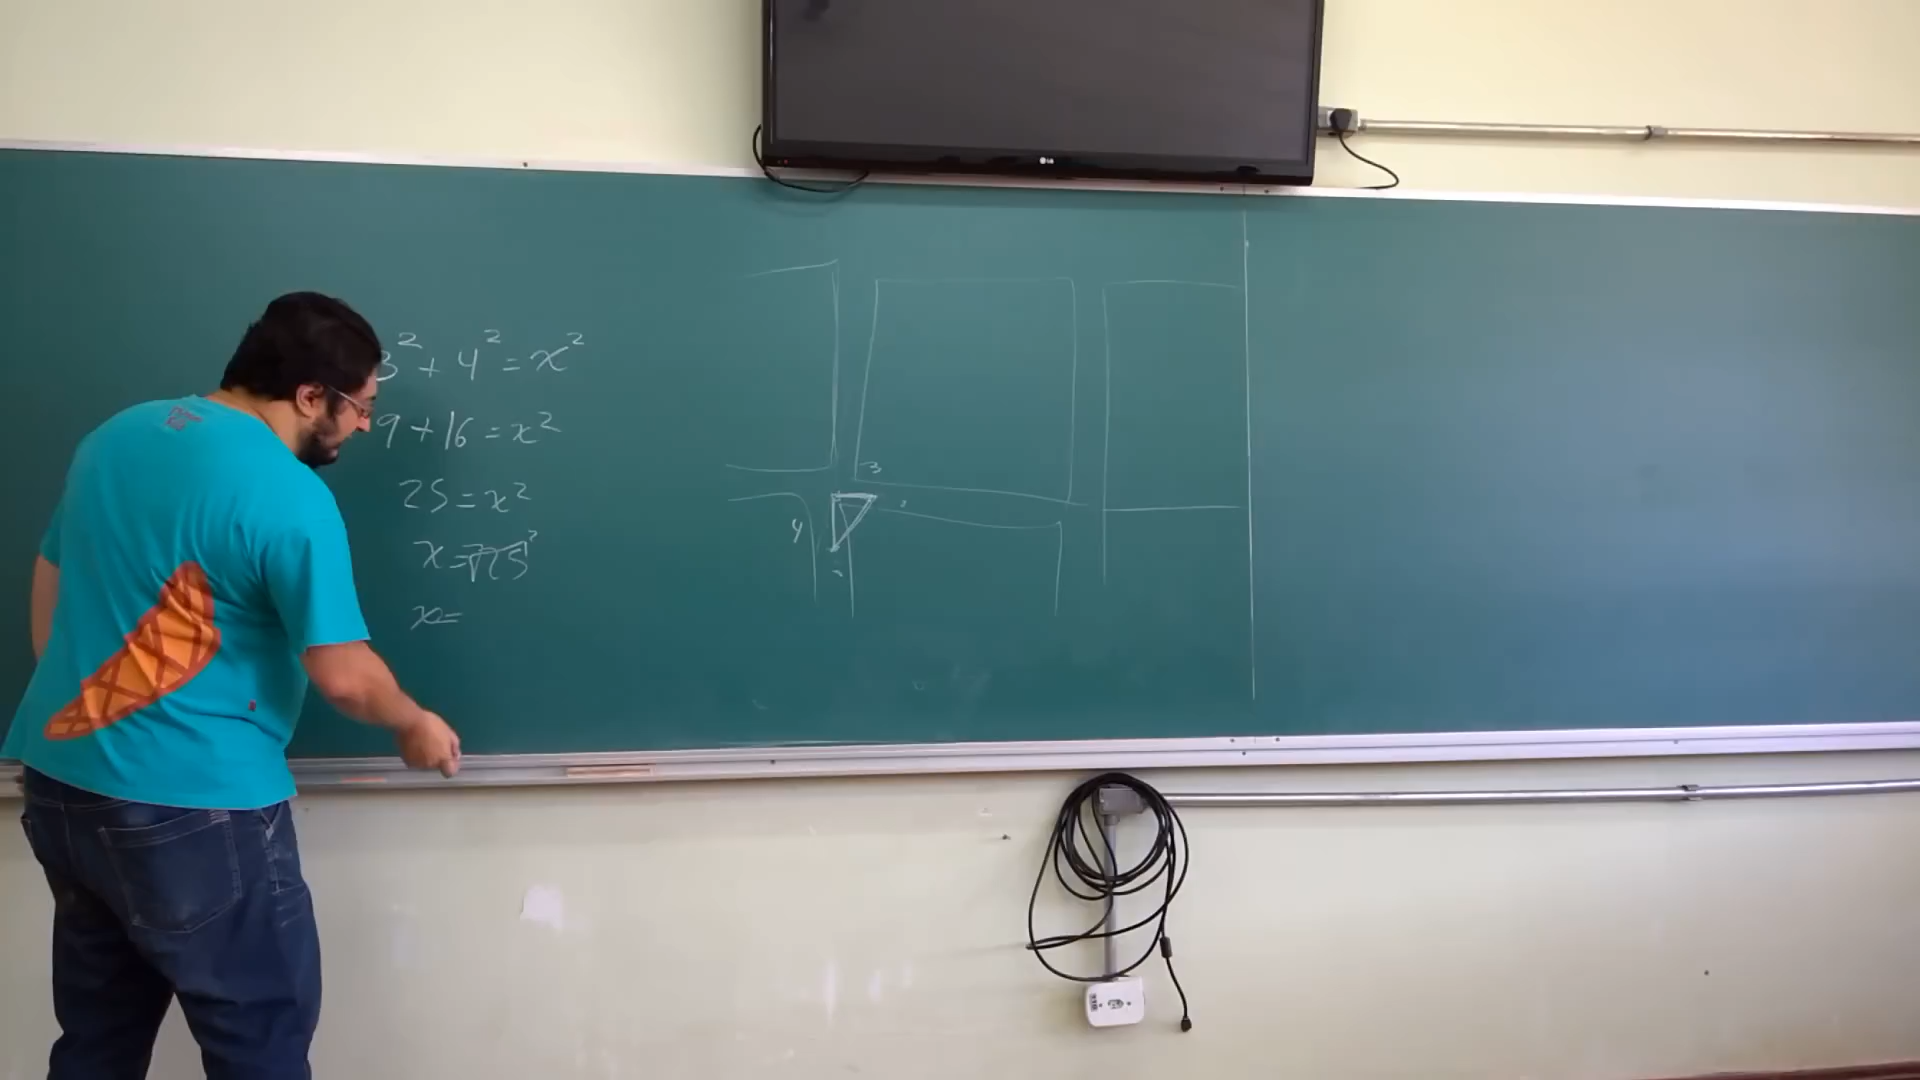 3² + 4² = x²
9 + 16 = x²
25 = x²
x = √25
x =
3
4
LG